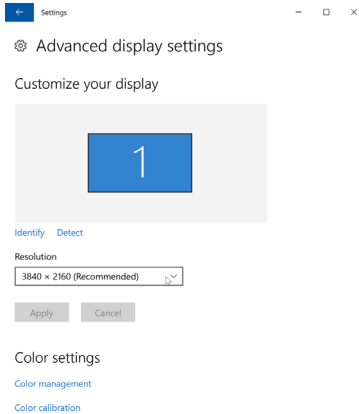 Settings
Advanced display settings
Customize your display
1
Identify Detect
Resolution
3840 × 2160 (Recommended)
Apply Cancel
Color settings
Color management
Color calibration